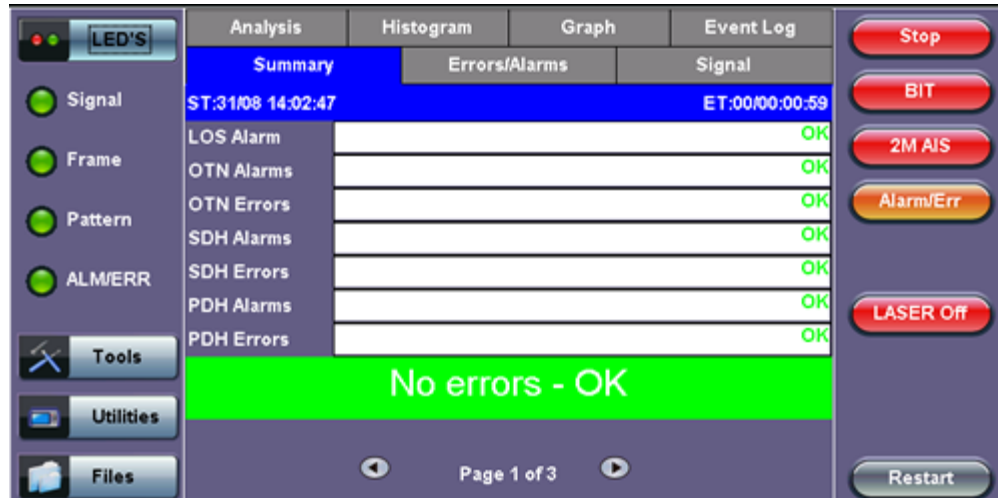 LED'S
Signal
Frame
Pattern
ALM/ERR
Tools
Utilities
Files
Analysis Histogram Graph Event Log
Summary Errors/Alarms Signal
ST:31/08 14:02:47 ET:00/00:00:59
LOS Alarm OK
OTN Alarms OK
OTN Errors OK
SDH Alarms OK
SDH Errors OK
PDH Alarms OK
PDH Errors OK
No errors - OK
Page 1 of 3
Stop
BIT
2M AIS
Alarm/Err
LASER Off
Restart